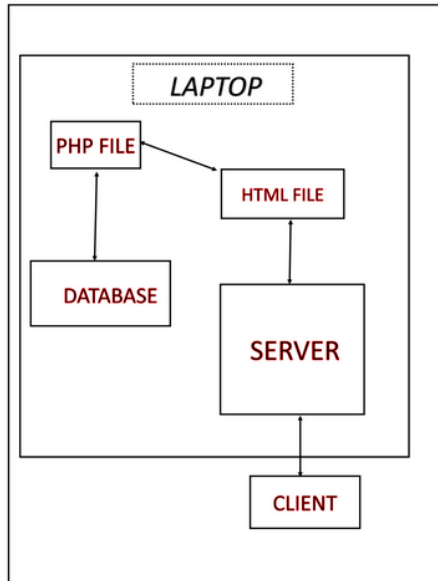 LAPTOP
PHP FILE
HTML FILE
DATABASE
SERVER
CLIENT